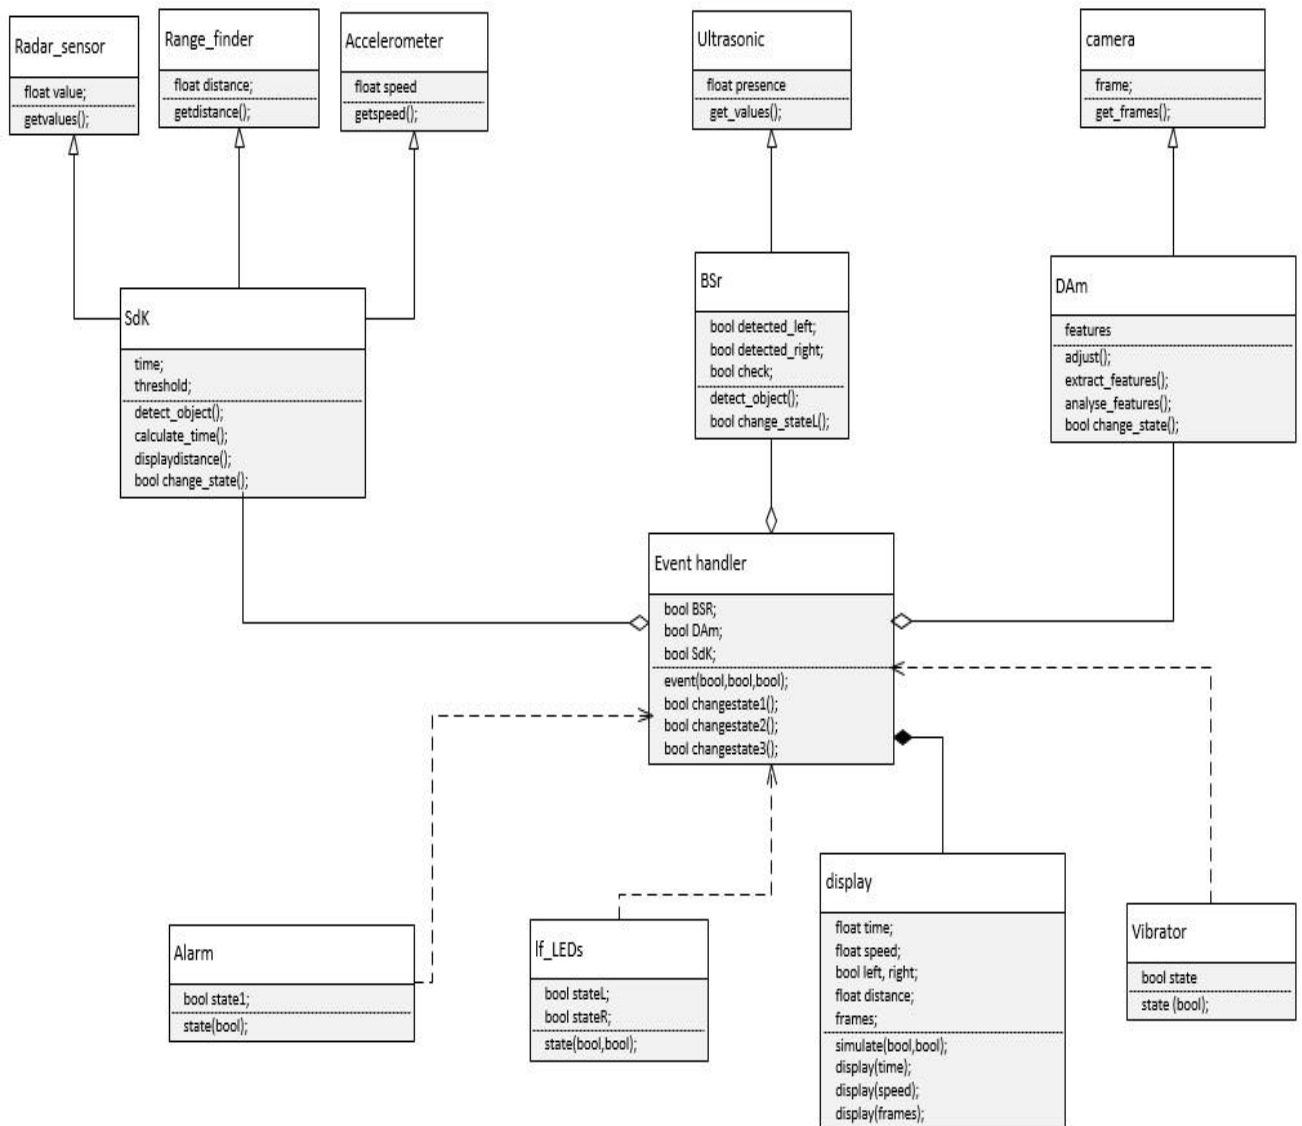 Radar_sensor
float value;
getvalues();
Range_finder
float distance;
getdistance();
Accelerometer
float speed
getspeed();
Ultrasonic
float presence
get_values();
camera
frame;
get_frames();
SdK
time;
threshold;
detect_object();
calculate_time();
displaydistance();
bool change_state();
BSr
bool detected_left;
bool detected_right;
bool check;
detect_object();
bool change_stateL();
DAm
features
adjust();
extract_features();
analyse_features();
bool change_state();
Event handler
bool BSR;
bool DAm;
bool SdK;
event(bool,bool,bool);
bool changestate1();
bool changestate2();
bool changestate3();
Alarm
bool state1;
state(bool);
lf_LEDs
bool stateL;
bool stateR;
state(bool,bool);
display
float time;
float speed;
bool left, right;
float distance;
frames;
simulate(bool,bool);
display(time);
display(speed);
display(frames);
Vibrator
bool state
state (bool);